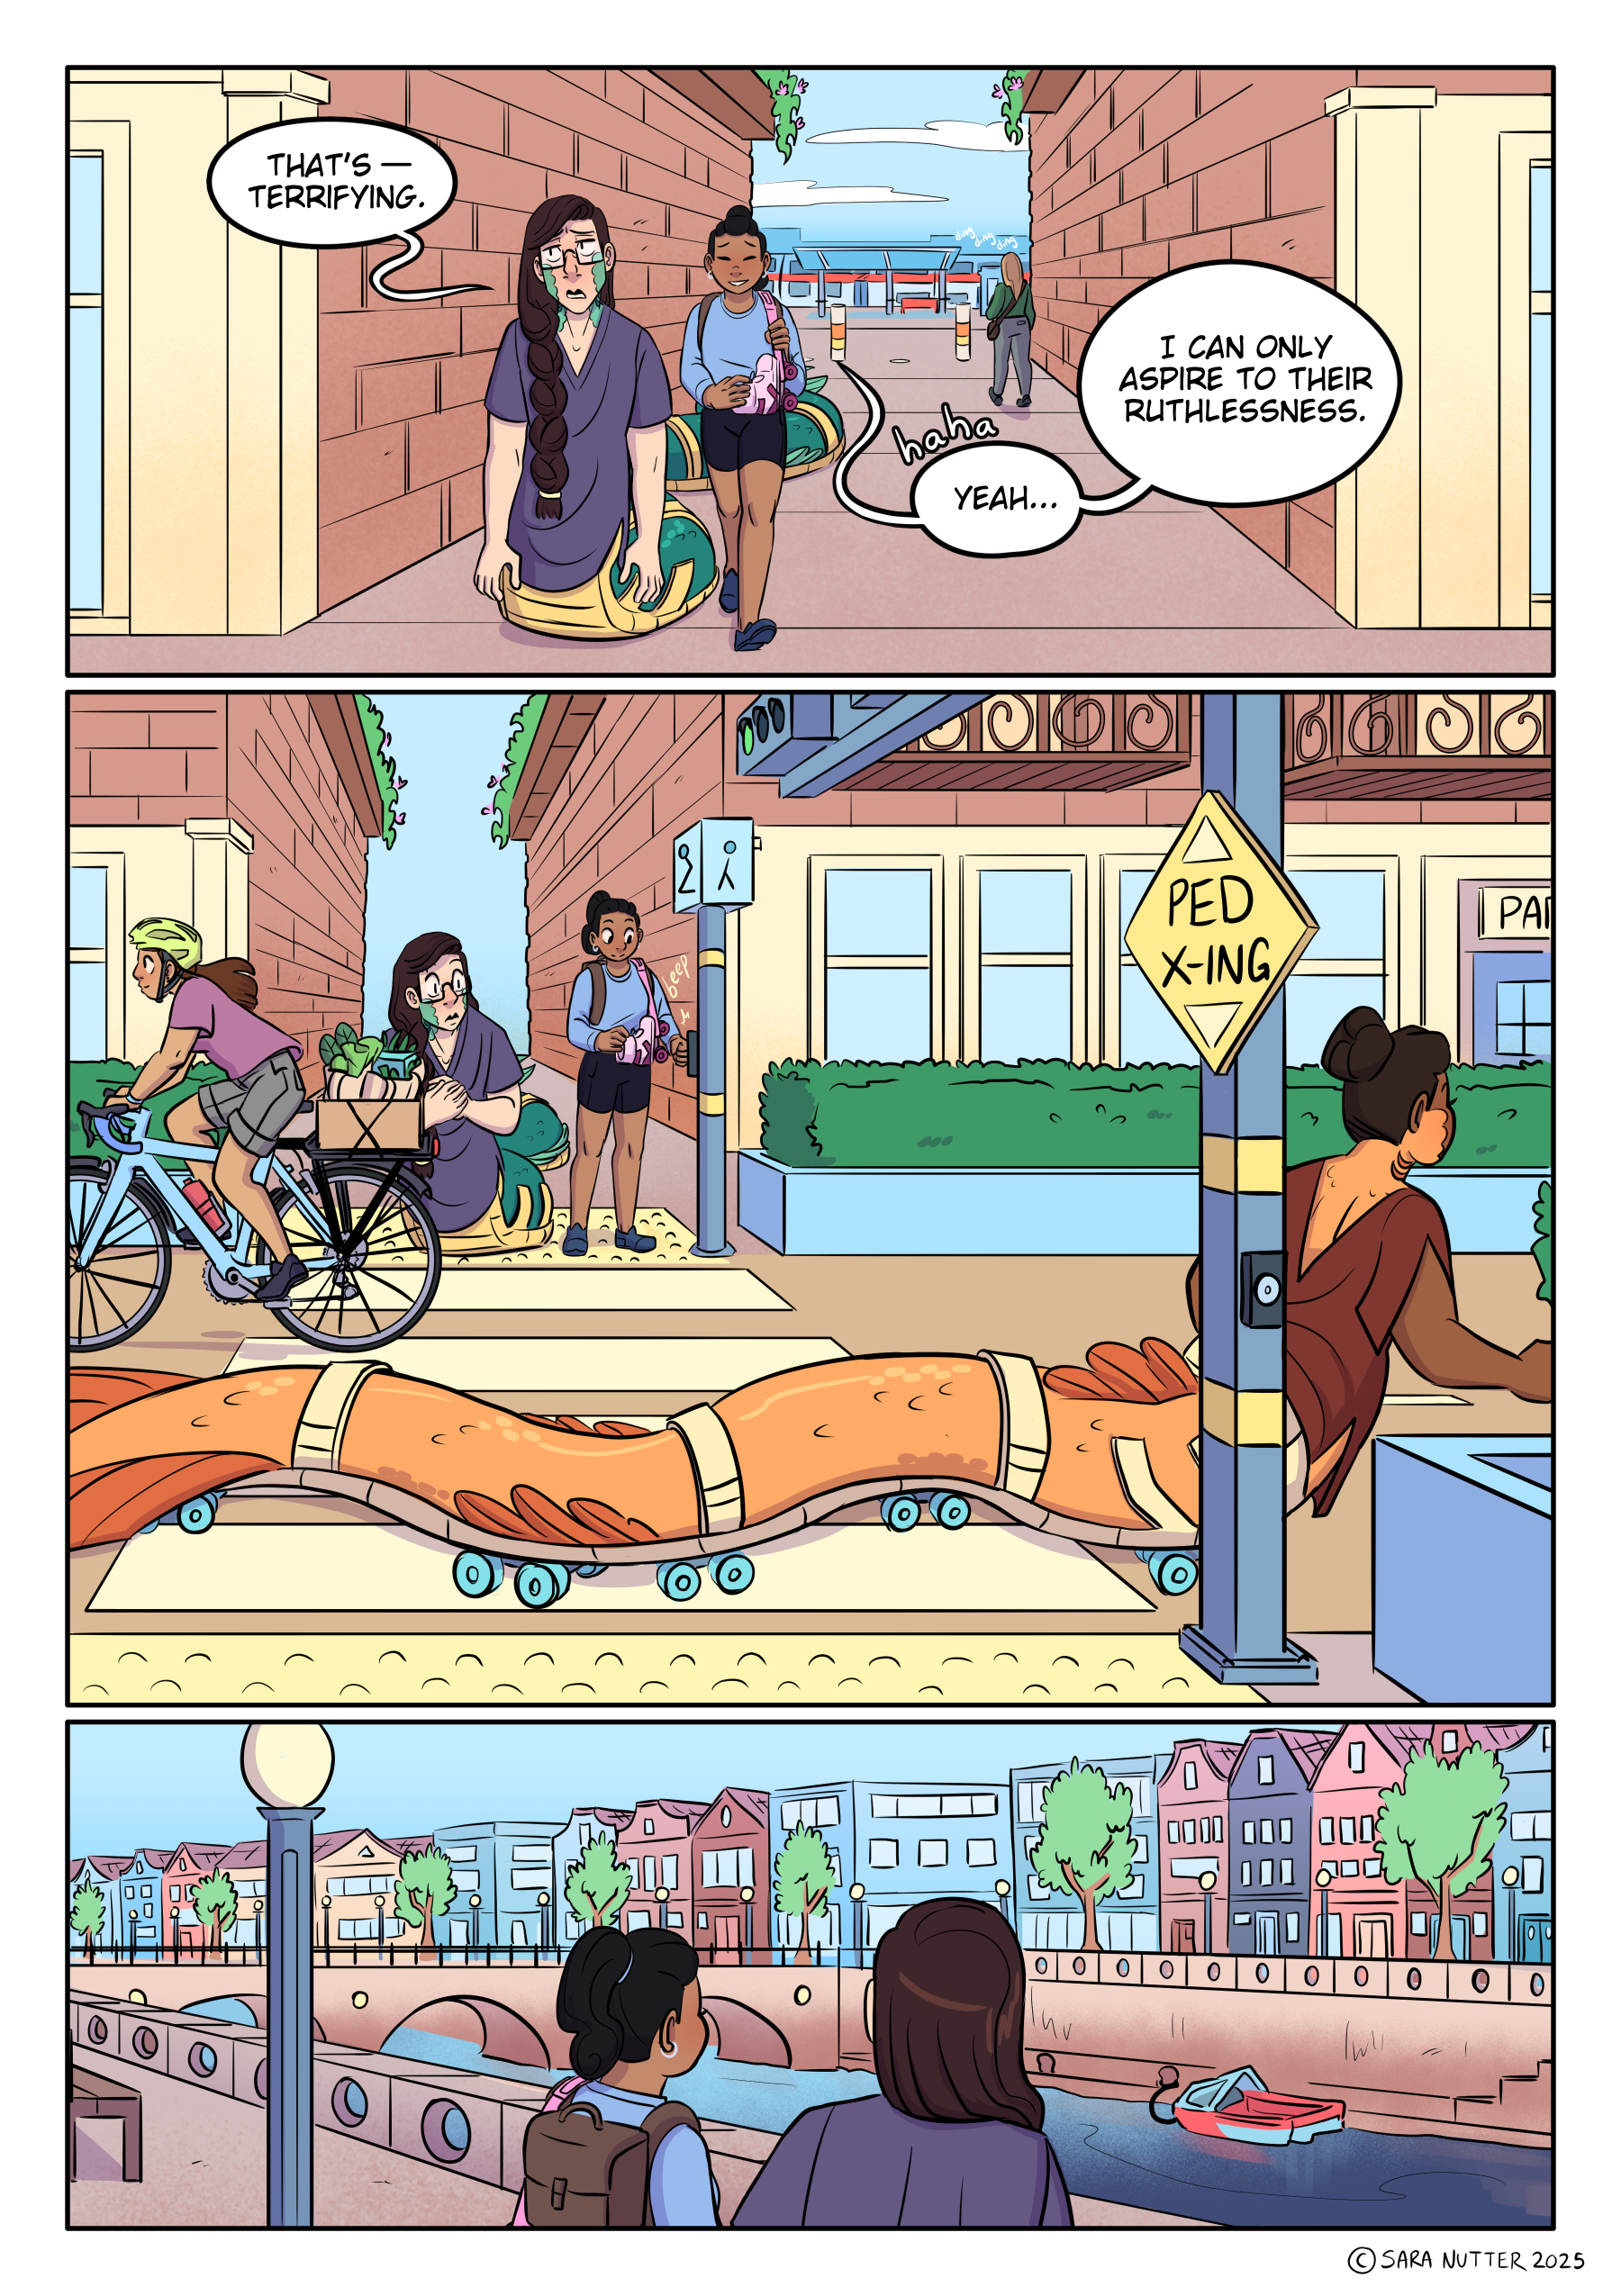 THAT'S —
TERRIFYING.
ding
ding
ding
haha
YEAH...
I CAN ONLY
ASPIRE TO THEIR
RUTHLESSNESS.
beep
PED
X-ING
PAR
© SARA NUTTER 2025